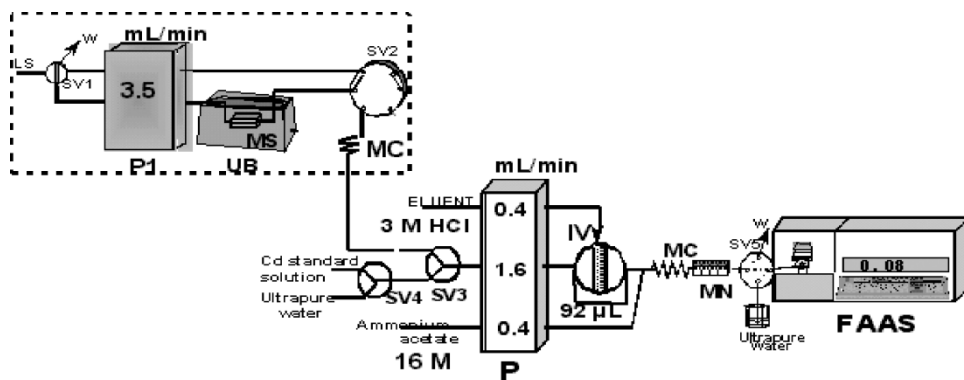 mL/min
W
SV2
LS
SV1
3.5
MS
MC
P1
UB
mL/min
ELUENT
0.4
3 M HCl
IV
W
Cd standard
solution
SV5
MC
0.08
1.6
SV4
SV3
Ultrapure
water
92 µL
MN
FAAS
Ammonium
acetate
0.4
Ultrapure
Water
16 M
P